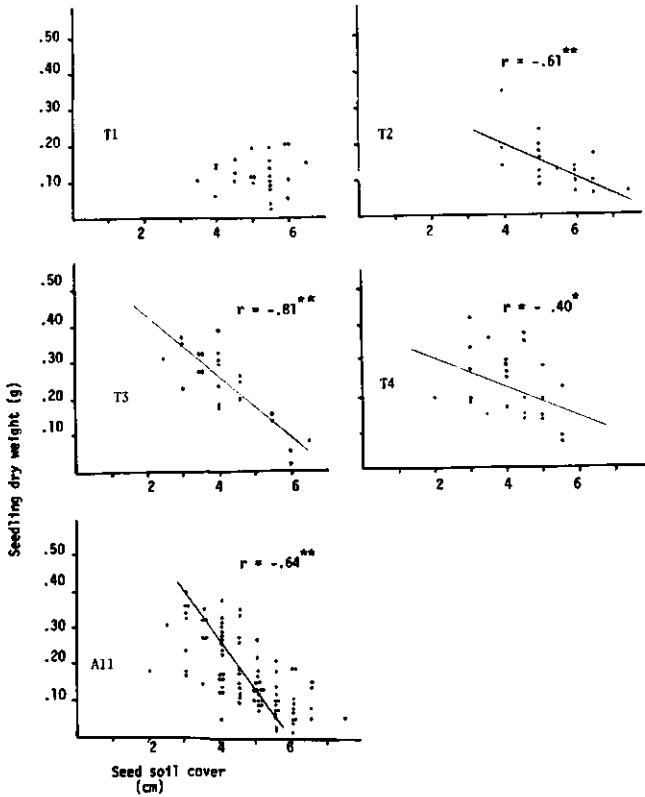 .50
.40
.30
.20
.10
T1
2
4
6
r = -.61**
T2
2
4
6
.50
.40
.30
.20
.10
r = -.81**
T3
2
4
6
r = -.40*
T4
2
4
6
Seedling dry weight (g)
.50
.40
.30
.20
.10
r = -.64**
All
2
4
6
Seed soil cover
(cm)